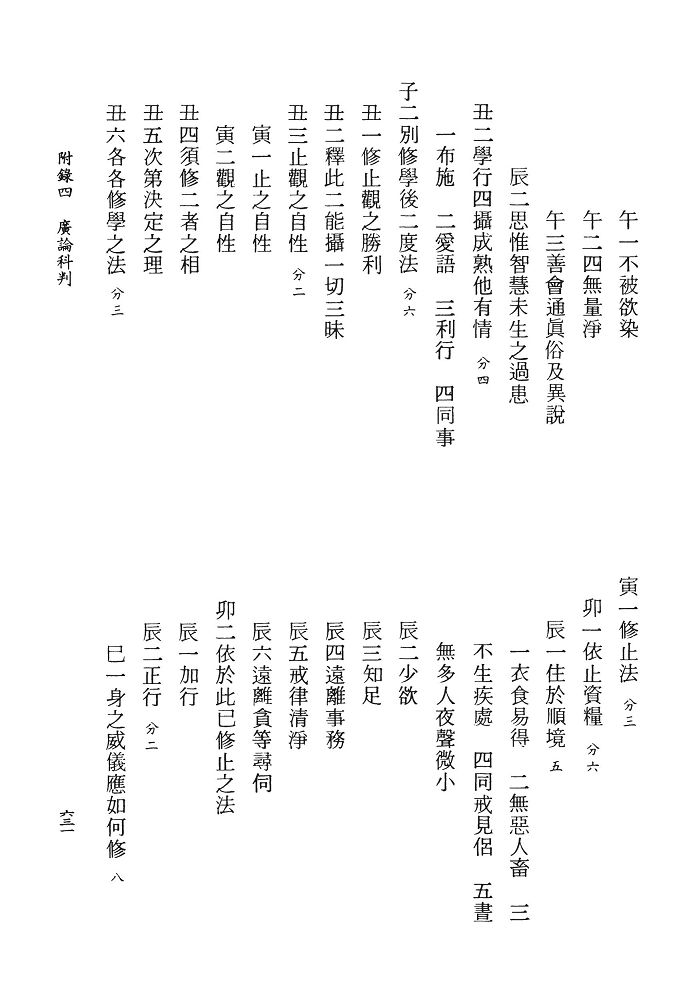 午一不被欲染
午二四無量淨
午三善會通眞俗及異說
辰二思惟智慧未生之過患
丑二學行四攝成熟他有情 分四
一布施 二愛語 三利行 四同事
子二別修學後二度法 分六
丑一修止觀之勝利
丑二釋此二能攝一切三昧
丑三止觀之自性 分二
寅一止之自性
寅二觀之自性
丑四須修二者之相
丑五次第決定之理
丑六各各修學之法 分三
寅一修止法 分三
卯一依止資糧 分六
辰一住於順境 五
一衣食易得 二無惡人畜 三
不生疾處 四同戒見侶 五晝
無多人夜聲微小
辰二少欲
辰三知足
辰四遠離事務
辰五戒律清淨
辰六遠離貪等尋伺
卯二依於此已修止之法
辰一加行
辰二正行 分二
巳一身之威儀應如何修 八
附錄四 廣論科判
六三一